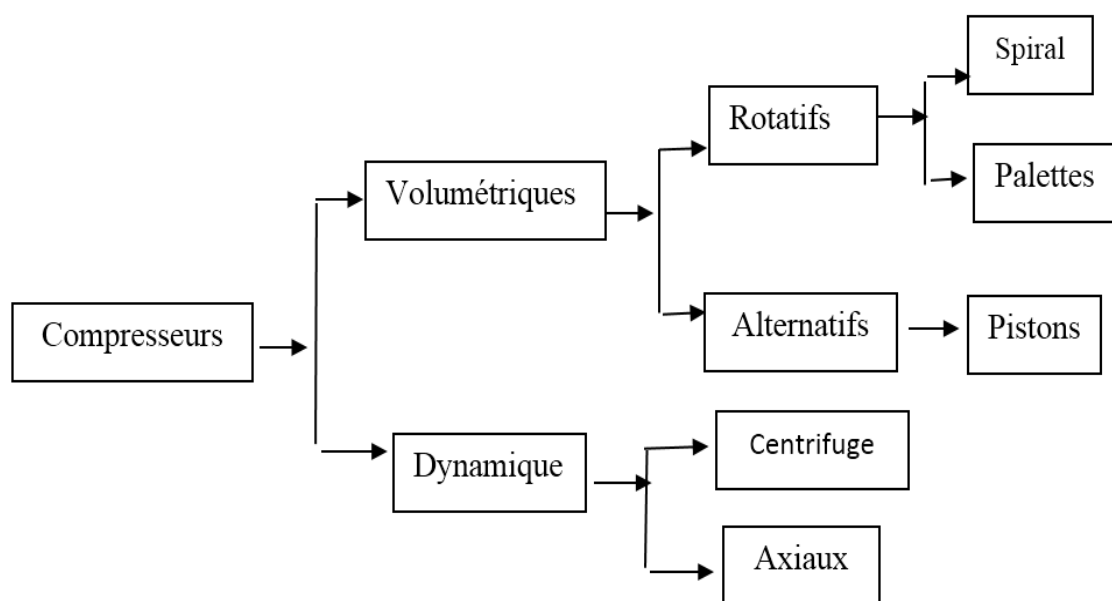 Spiral
Rotatifs
Palettes
Volumétriques
Compresseurs
Alternatifs
Pistons
Dynamique
Centrifuge
Axiaux